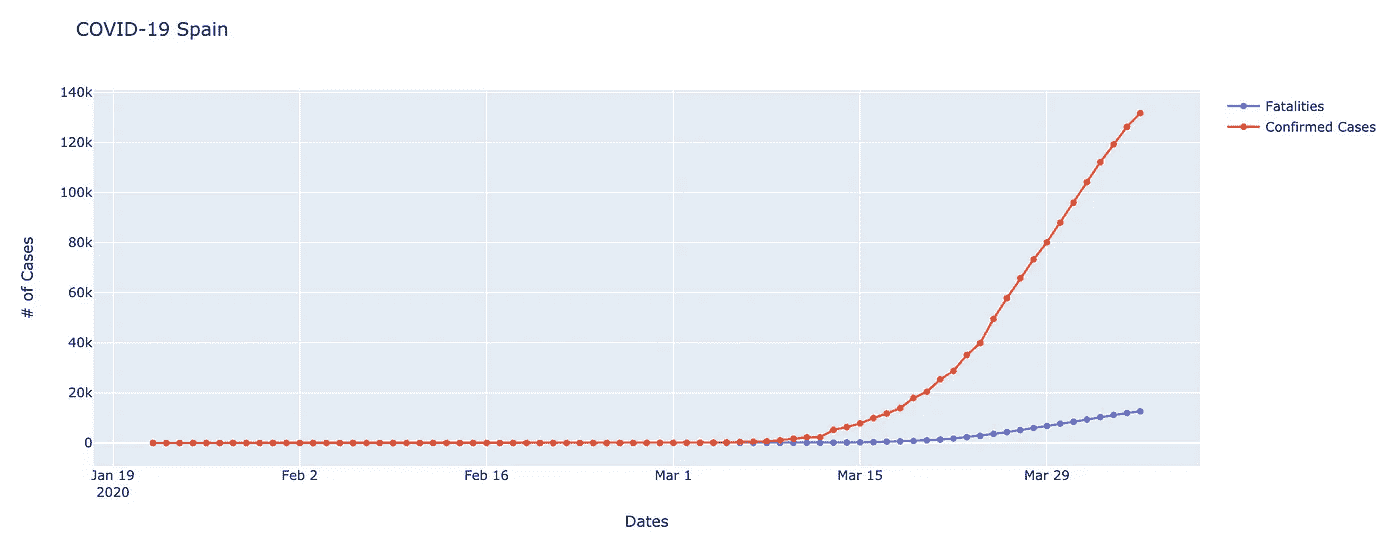 COVID-19 Spain
140k
120k
100k
80k
60k
40k
20k
0
# of Cases
Jan 19
2020
Feb 2
Feb 16
Mar 1
Mar 15
Mar 29
Dates
Fatalities
Confirmed Cases